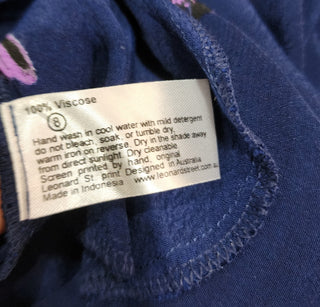 100% Viscose
8
Hand wash in cool water with mild detergent
do not bleach, soak, or tumble dry,
warm iron on reverse. Dry in the shade away
from direct sunlight. Dry cleanable
Screen printed by hand, original
Leonard St. print Designed in Australia
Made in Indonesia www.leonardstreet.com.au